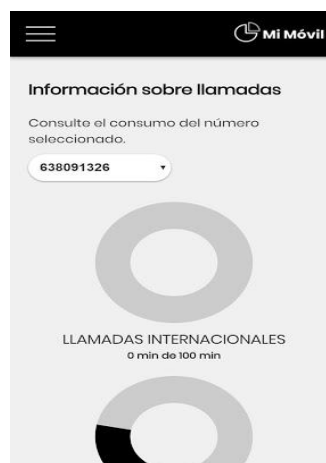 Mi Móvil
Información sobre llamadas
Consulte el consumo del número
seleccionado.
638091326
LLAMADAS INTERNACIONALES
0 min de 100 min